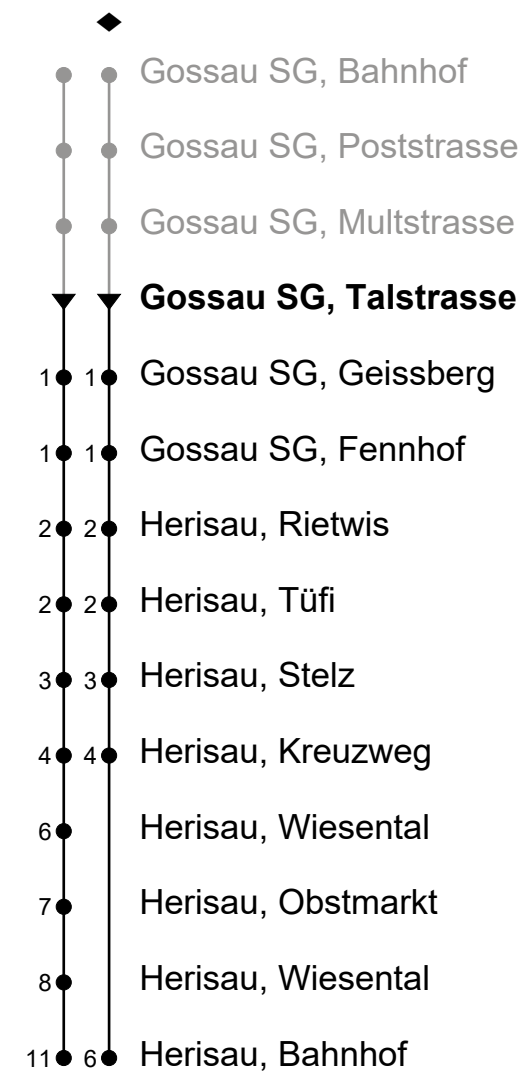 Gossau SG, Bahnhof
Gossau SG, Poststrasse
Gossau SG, Multstrasse
Gossau SG, Talstrasse
1 1 Gossau SG, Geissberg
1 1 Gossau SG, Fennhof
2 2 Herisau, Rietwis
2 2 Herisau, Tüfi
3 3 Herisau, Stelz
4 4 Herisau, Kreuzweg
6 Herisau, Wiesental
7 Herisau, Obstmarkt
8 Herisau, Wiesental
11 6 Herisau, Bahnhof